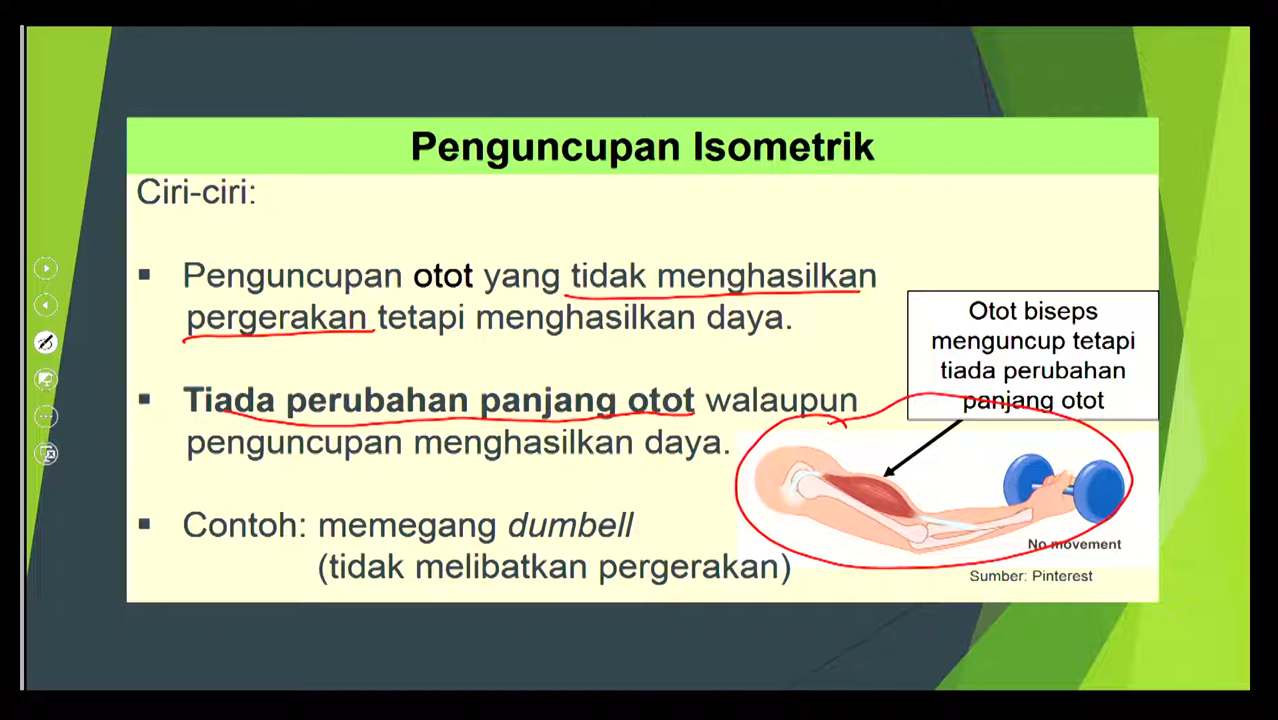 Penguncupan Isometrik
Ciri-ciri:
▪ Penguncupan otot yang tidak menghasilkan
pergerakan tetapi menghasilkan daya.
▪ Tiada perubahan panjang otot walaupun
penguncupan menghasilkan daya.
▪ Contoh: memegang dumbell
(tidak melibatkan pergerakan)
Otot biseps
menguncup tetapi
tiada perubahan
panjang otot
No movement
Sumber: Pinterest